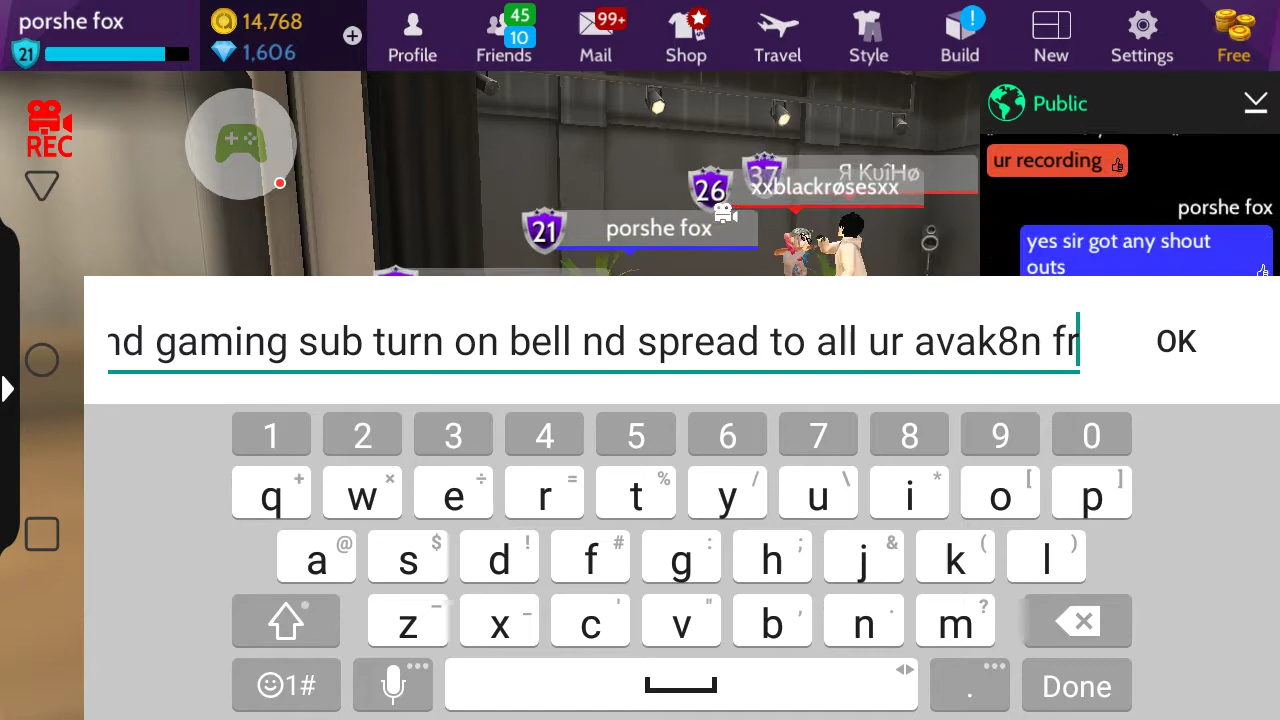 porshe fox
21
14,768
1,606
Profile
45
10
Friends
99+
Mail
Shop
Travel
Style
!
Build
New
Settings
Free
REC
Public
ur recording
porshe fox
yes sir got any shout
outs
37
Я KuîHø
26
xxblackrøsesxx
21
porshe fox
nd gaming sub turn on bell nd spread to all ur avak8n fr
OK
1 2 3 4 5 6 7 8 9 0
q + w × e ÷ r = t % y / u \ i * o [ p ]
a @ s $ d ! f # g : h ; j & k ( l )
z – x _ c ' v " b , n . m ?
1# . Done